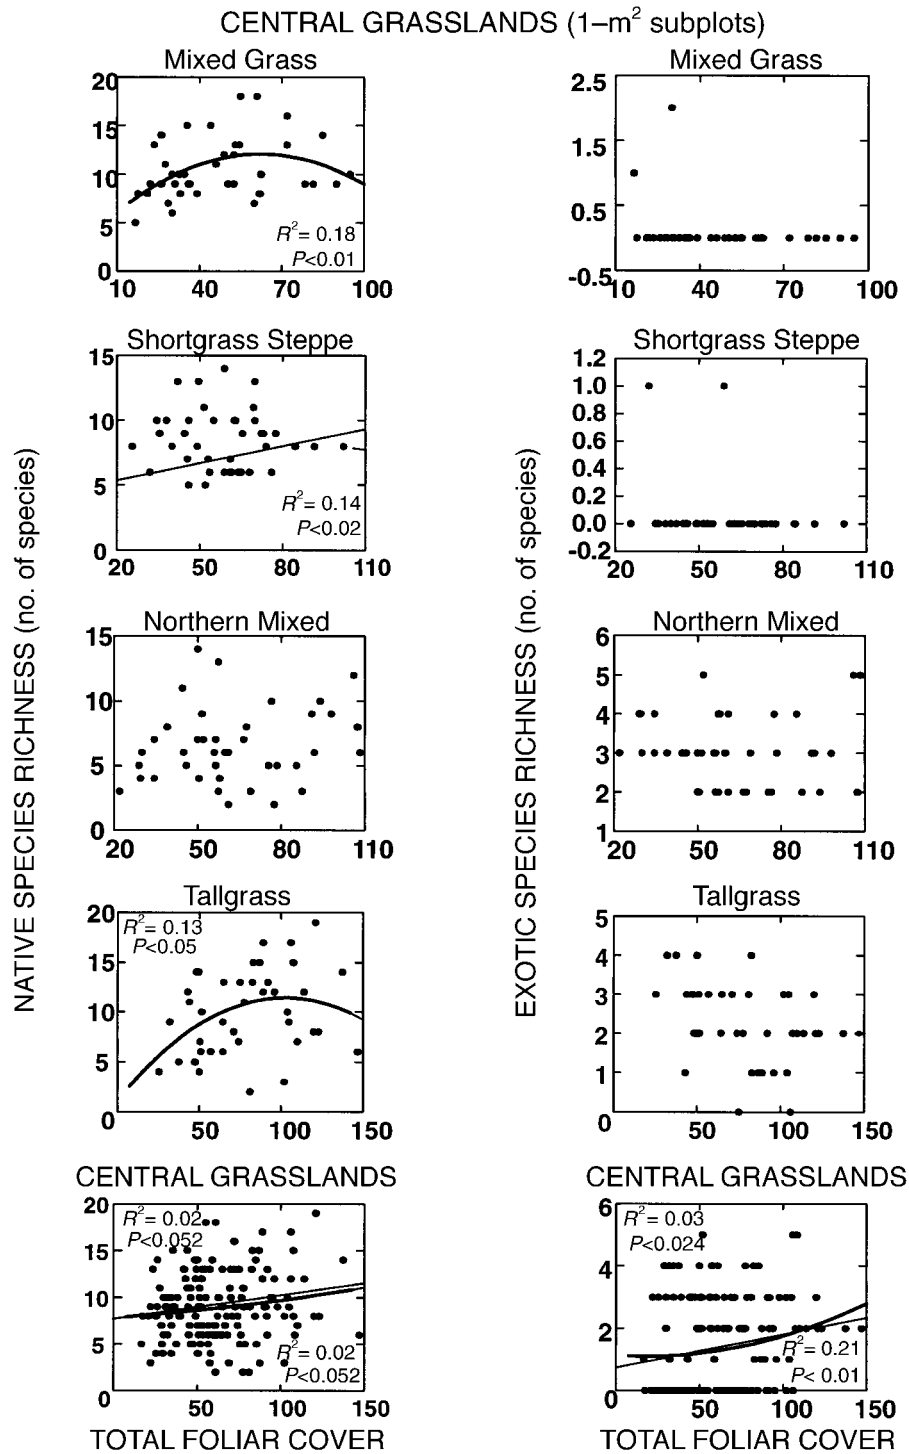 CENTRAL GRASSLANDS (1–m² subplots)
Mixed Grass
20
15
10
5
0
10 40 70 100
R²= 0.18
P<0.01
Mixed Grass
2.5
1.5
0.5
-0.5
10 40 70 100
Shortgrass Steppe
15
10
5
0
20 50 80 110
R²= 0.14
P<0.02
Shortgrass Steppe
1.2
1.0
0.8
0.6
0.4
0.2
0.0
-0.2
20 50 80 110
NATIVE SPECIES RICHNESS (no. of species)
EXOTIC SPECIES RICHNESS (no. of species)
Northern Mixed
15
10
5
0
20 50 80 110
Northern Mixed
6
5
4
3
2
1
20 50 80 110
Tallgrass
20
15
10
5
0
50 100 150
R²= 0.13
P<0.05
Tallgrass
5
4
3
2
1
0
50 100 150
CENTRAL GRASSLANDS
20
15
10
5
0
50 100 150
R²= 0.02
P<0.052
R²= 0.02
P<0.052
TOTAL FOLIAR COVER
CENTRAL GRASSLANDS
6
4
2
0
0 50 100 150
R²= 0.03
P<0.024
R²= 0.21
P< 0.01
TOTAL FOLIAR COVER